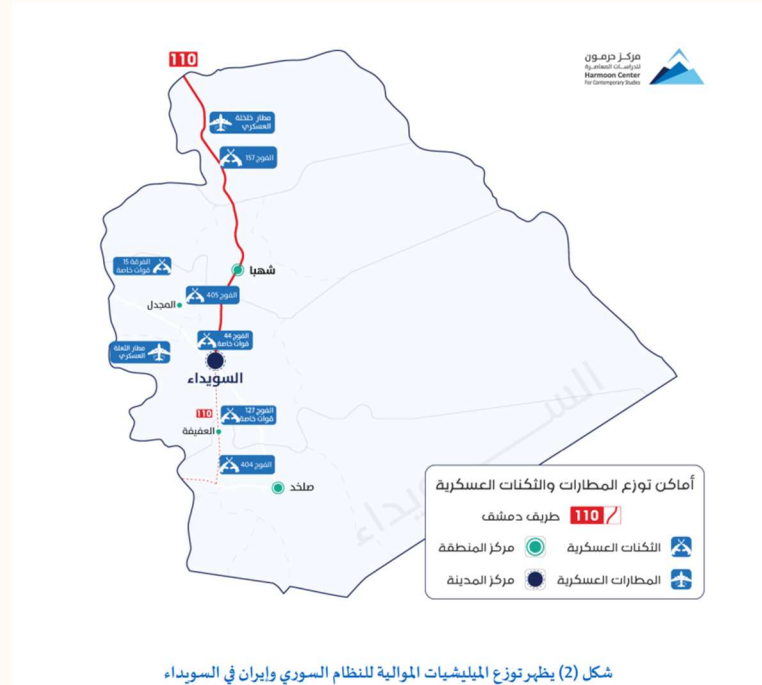 110
مركز حرمون
للدراسات المعاصرة
Harmoon Center
For Contemporary Studies
مطار خلخلة
العسكري
الفوج 157
شهبا
الفرقة 15
قوات خاصة
الفوج 405
المجدل
الفوج 44
قوات خاصة
مطار الثعلة
العسكري
السويداء
الفوج 127
قوات خاصة
110
العفيفة
الفوج 404
صلخد
الســـويداء
أماكن توزع المطارات والثكنات العسكرية
110 طريق دمشق
الثكنات العسكرية
مركز المنطقة
المطارات العسكرية
مركز المدينة
شكل (2) يظهر توزع الميليشيات الموالية للنظام السوري وإيران في السويداء